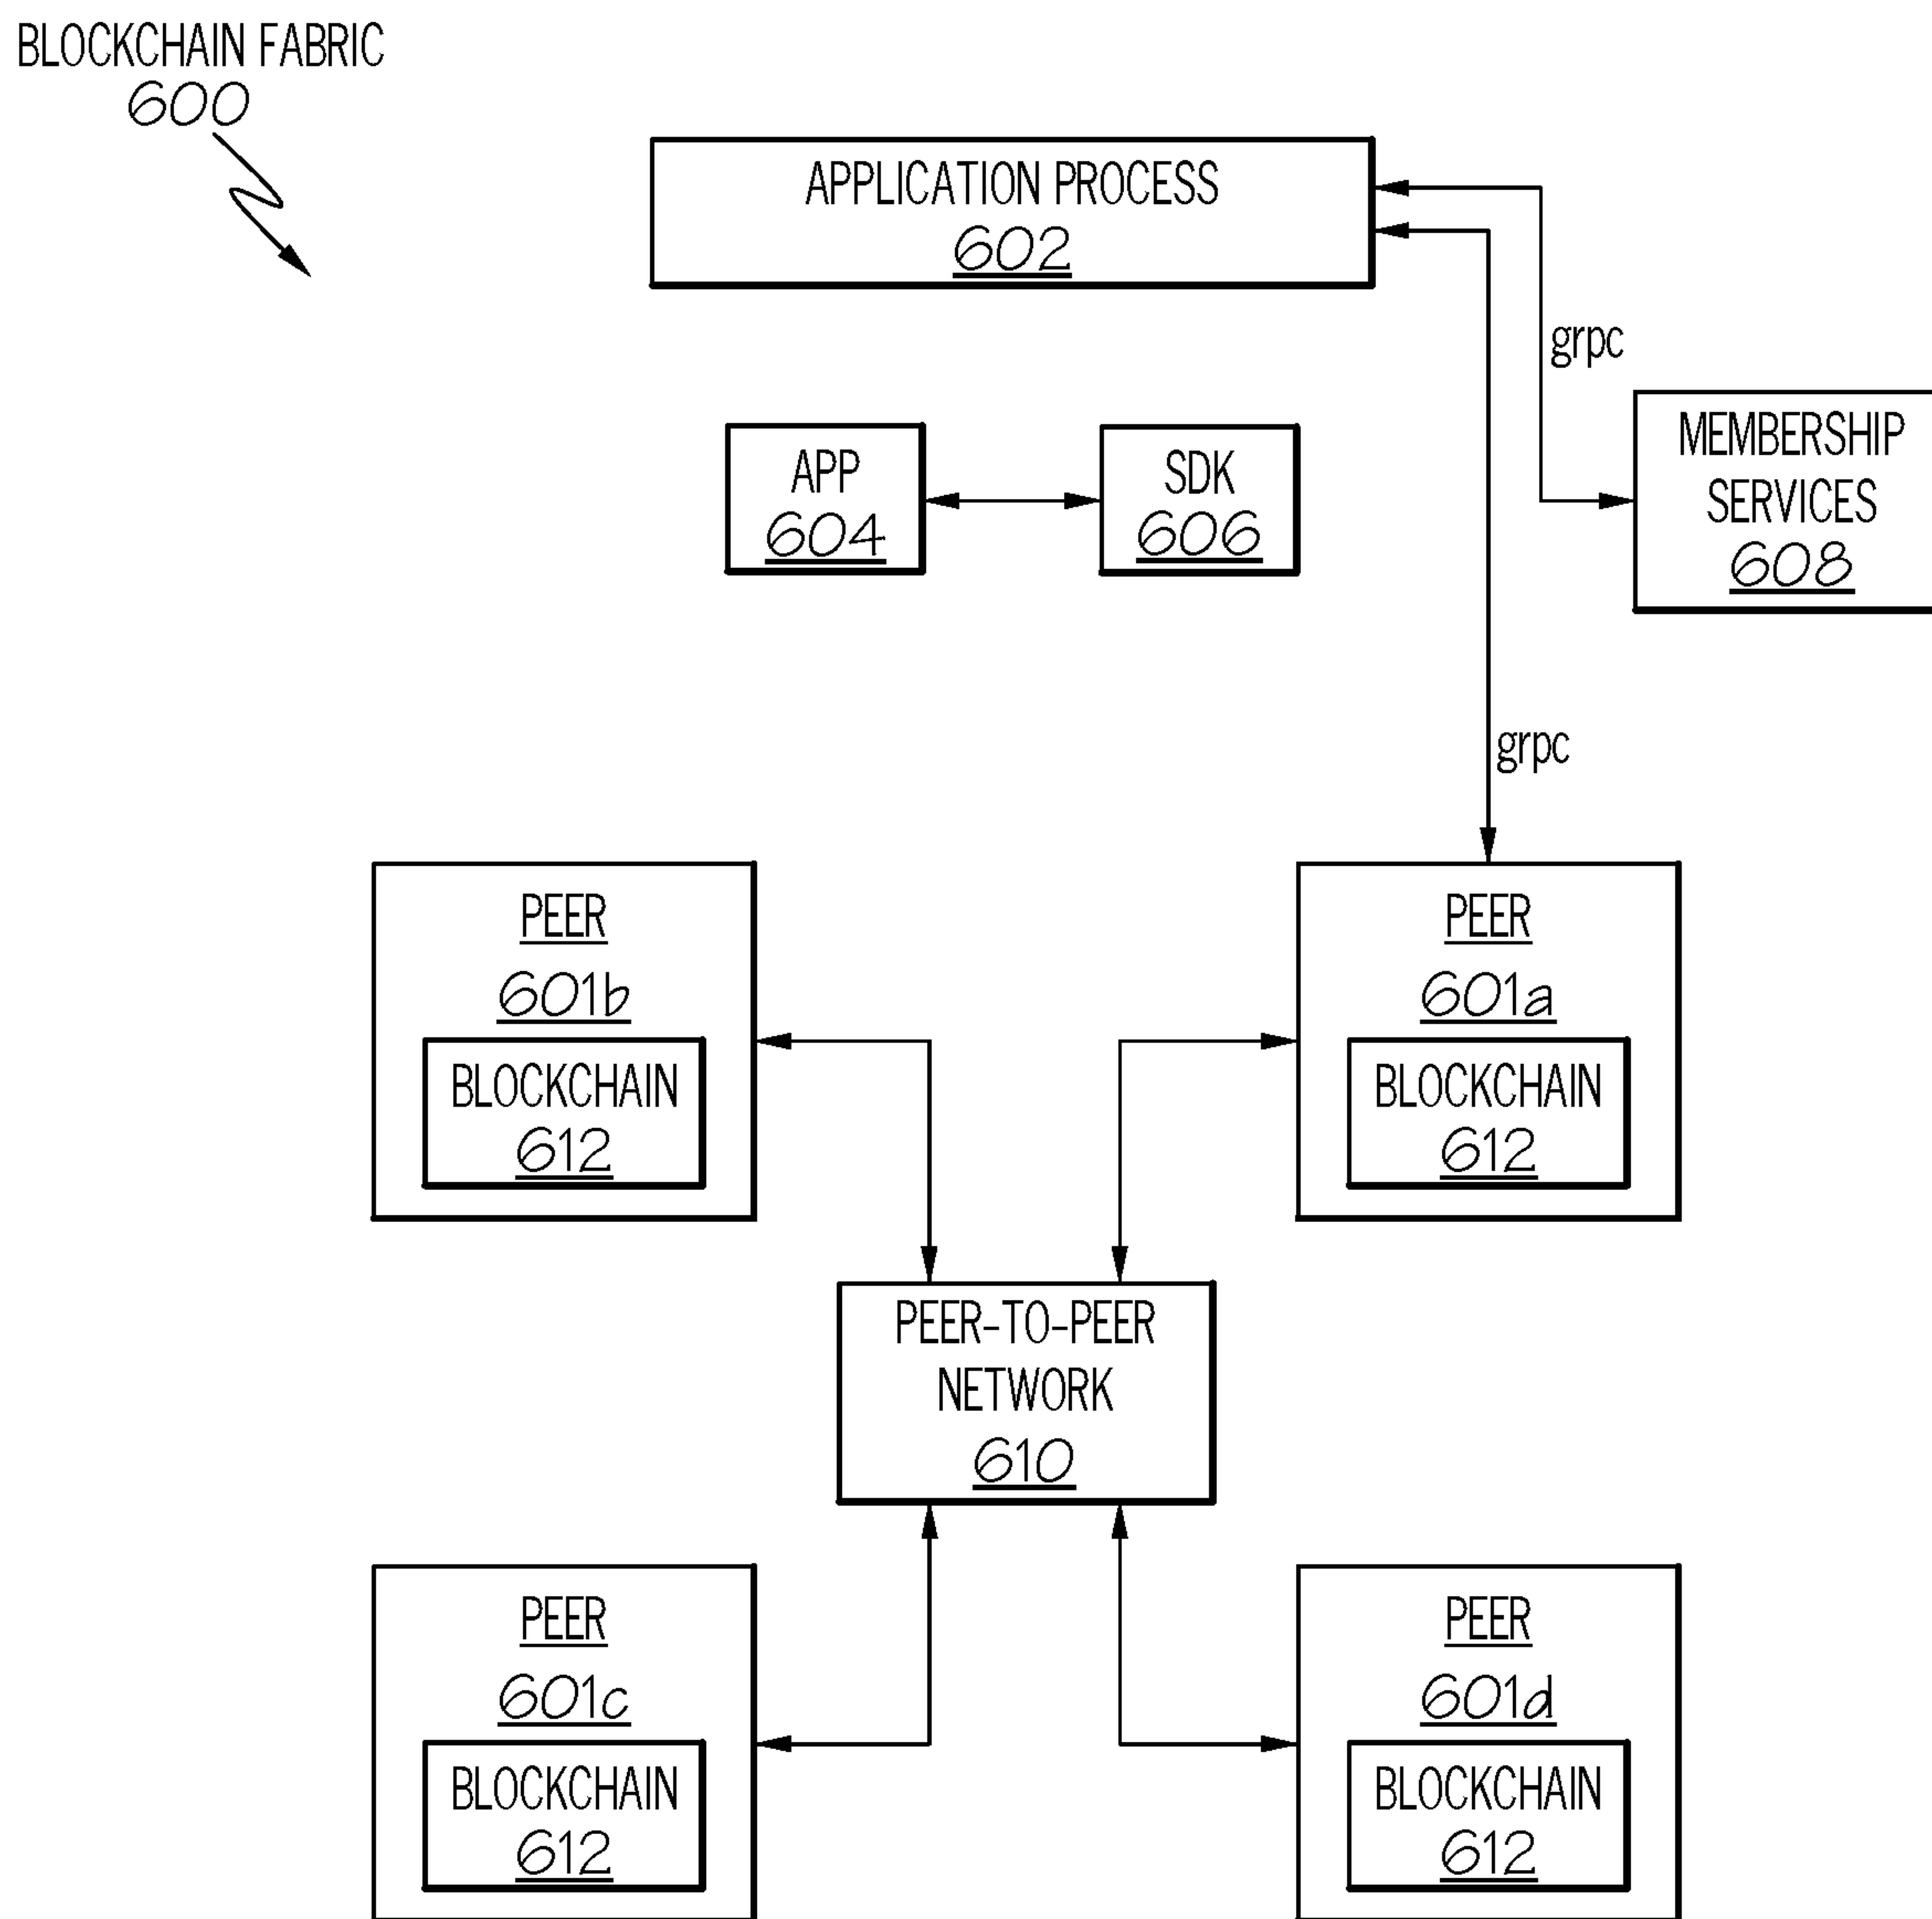 BLOCKCHAIN FABRIC
600
APPLICATION PROCESS
602
grpc
APP
604
SDK
606
MEMBERSHIP
SERVICES
608
grpc
PEER
601b
BLOCKCHAIN
612
PEER
601a
BLOCKCHAIN
612
PEER-TO-PEER
NETWORK
610
PEER
601c
BLOCKCHAIN
612
PEER
601d
BLOCKCHAIN
612